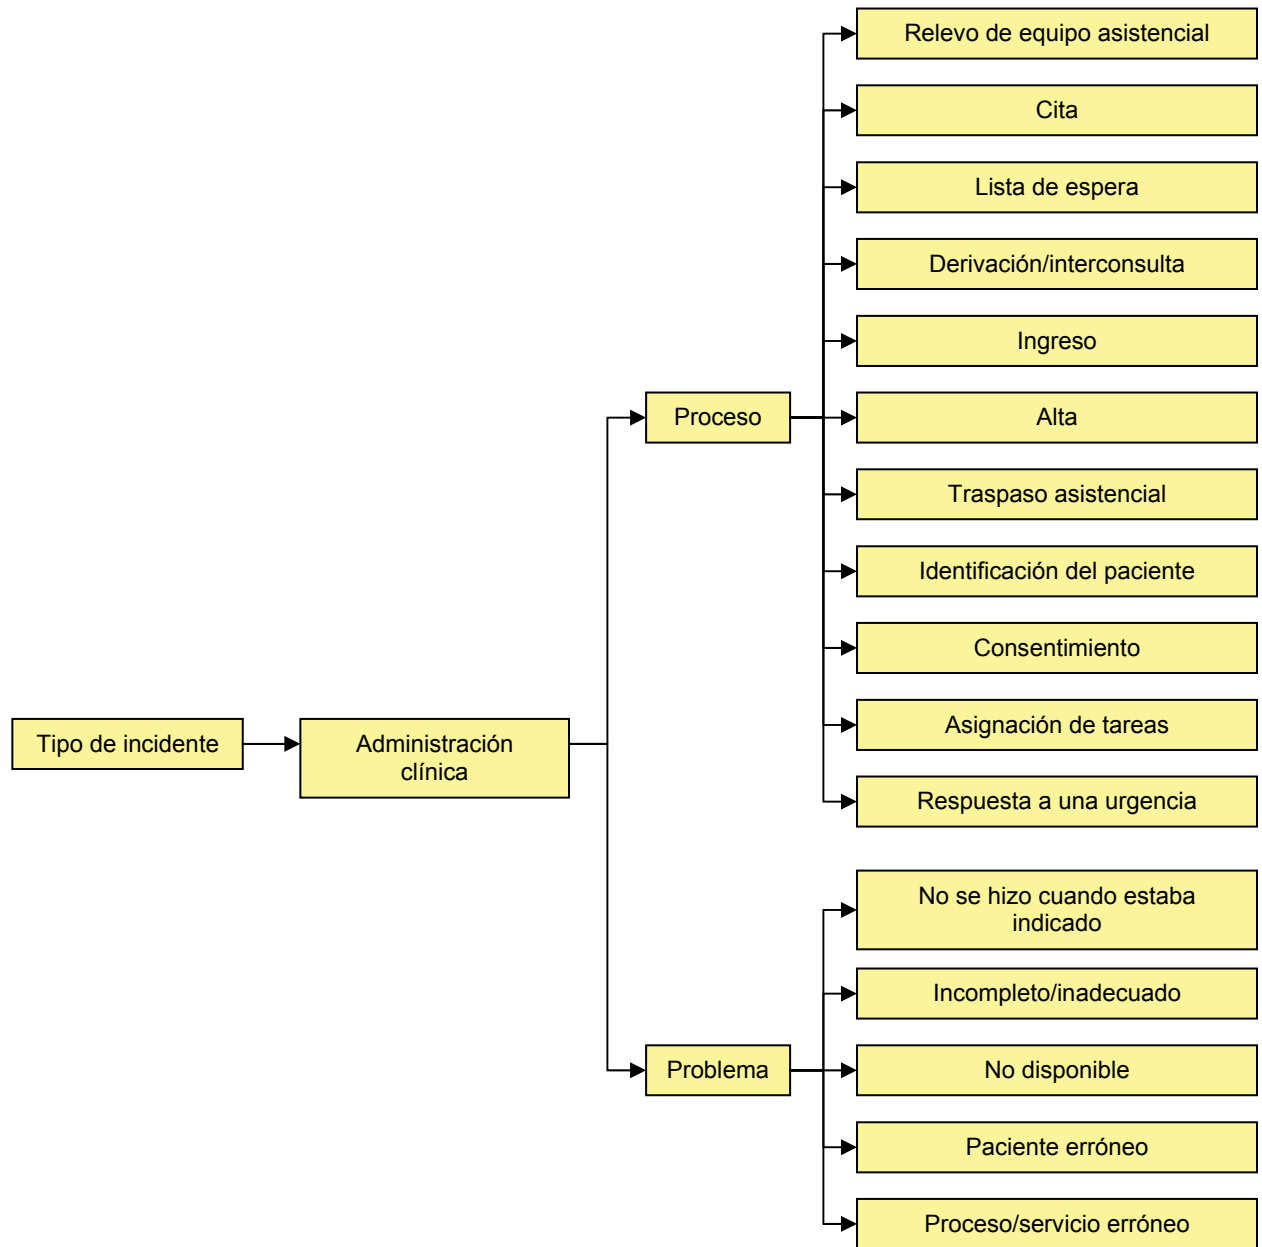 Relevo de equipo asistencial
Cita
Lista de espera
Derivación/interconsulta
Ingreso
Proceso
Alta
Traspaso asistencial
Identificación del paciente
Consentimiento
Tipo de incidente
Administración
clínica
Asignación de tareas
Respuesta a una urgencia
No se hizo cuando estaba
indicado
Incompleto/inadecuado
Problema
No disponible
Paciente erróneo
Proceso/servicio erróneo